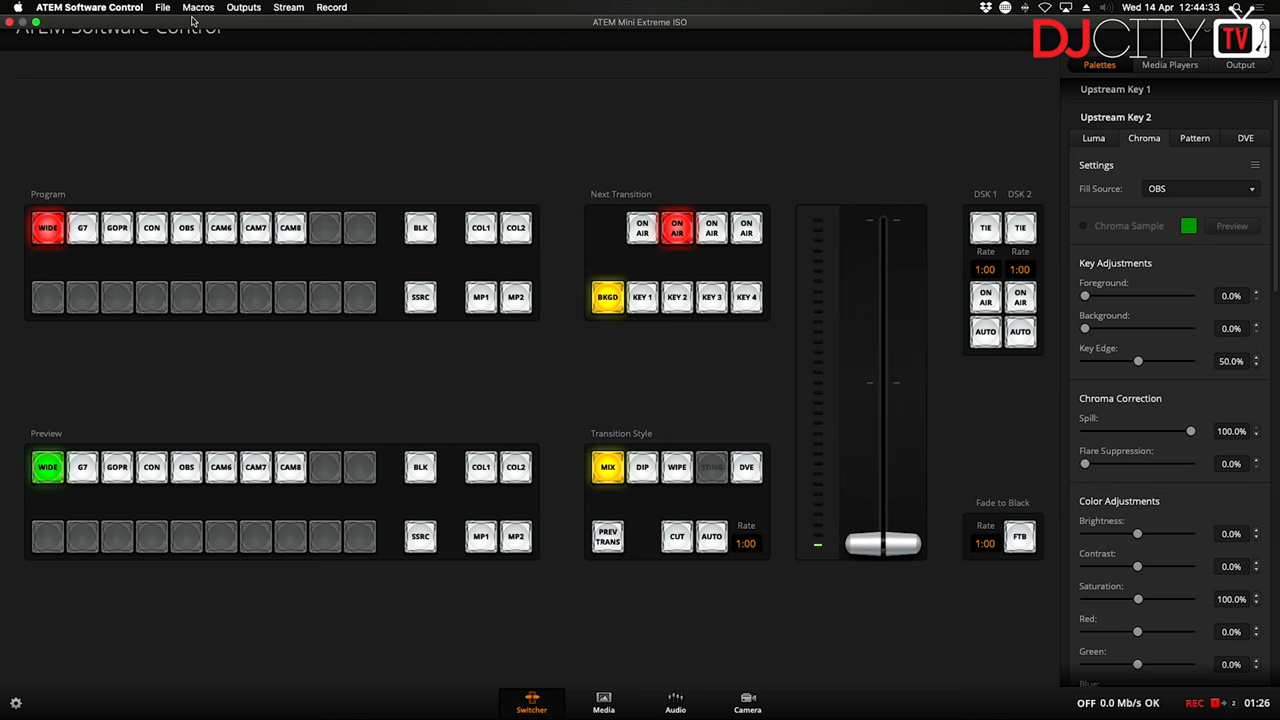 ATEM Software Control File Macros Outputs Stream Record Wed 14 Apr 12:44:33
ATEM Mini Extreme ISO
ATEM Software Control
DJCITY TV
Palettes Media Players Output
Upstream Key 1
Upstream Key 2
Luma Chroma Pattern DVE
Settings
Fill Source: OBS
Chroma Sample Preview
Key Adjustments
Foreground: 0.0%
Background: 0.0%
Key Edge: 50.0%
Chroma Correction
Spill: 100.0%
Flare Suppression: 0.0%
Color Adjustments
Brightness: 0.0%
Contrast: 0.0%
Saturation: 100.0%
Red: 0.0%
Green: 0.0%
Blue:
Program
WIDE G7 GOPR CON OBS CAM6 CAM7 CAM8 BLK COL1 COL2
SSRC MP1 MP2
Next Transition
ON AIR ON AIR ON AIR ON AIR
BKGD KEY 1 KEY 2 KEY 3 KEY 4
DSK 1 DSK 2
TIE TIE
Rate Rate
1:00 1:00
ON AIR ON AIR
AUTO AUTO
Preview
WIDE G7 GOPR CON OBS CAM6 CAM7 CAM8 BLK COL1 COL2
SSRC MP1 MP2
Transition Style
MIX DIP WIPE STING DVE
PREV TRANS CUT AUTO Rate 1:00
Fade to Black
Rate 1:00 FTB
Switcher Media Audio Camera
OFF 0.0 Mb/s OK REC 1 2 01:26